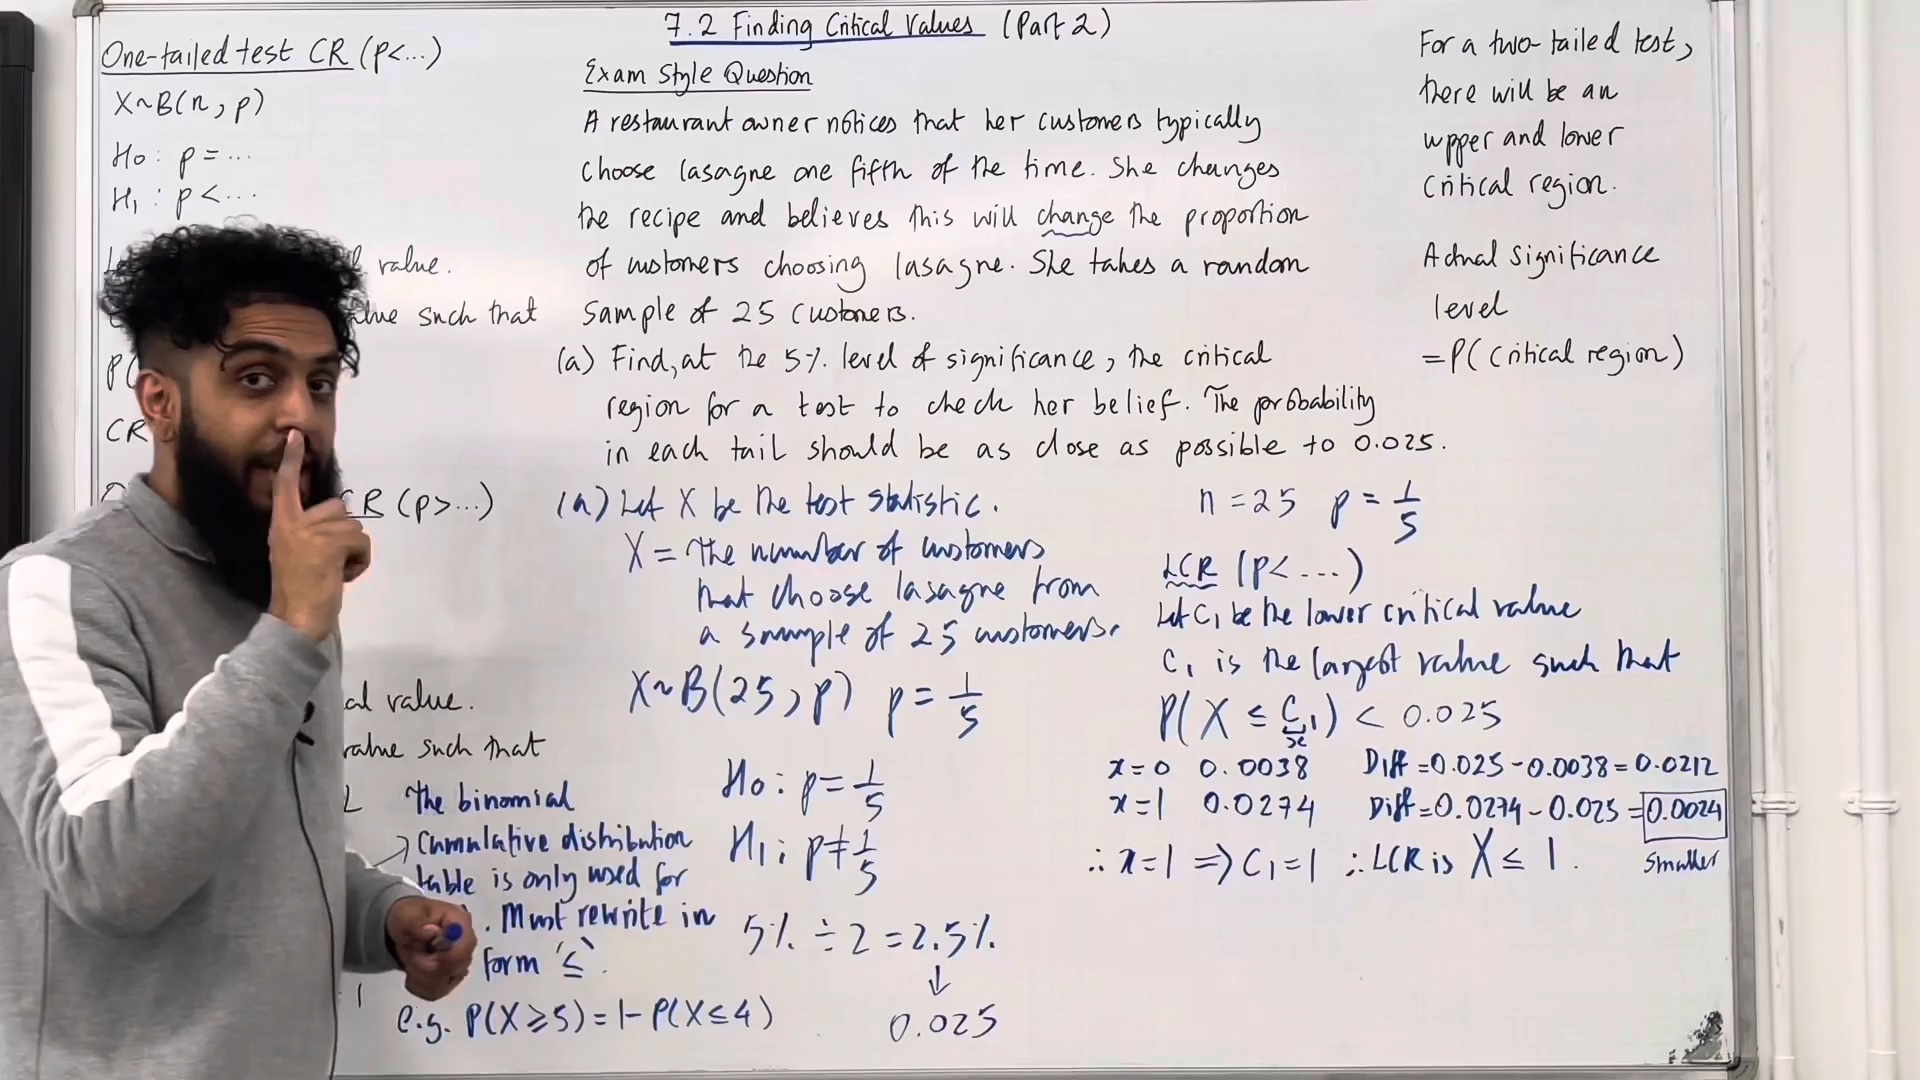 7.2 Finding Critical Values (Part 2)
One-tailed test CR (p<...)
X~B(n, p)
H₀: p=...
H₁: p<...
value.
such that
P(
CR
CR (p>...)
value.
value such that
The binomial
Cumulative distribution
table is only used for
. Must rewrite in
form '≤'.
e.g. P(X≥5)=1-P(X≤4)
Exam Style Question
A restaurant owner notices that her customers typically
choose lasagne one fifth of the time. She changes
the recipe and believes this will change the proportion
of customers choosing lasagne. She takes a random
sample of 25 customers.
(a) Find, at the 5% level of significance, the critical
region for a test to check her belief. The probability
in each tail should be as close as possible to 0.025.
(a) Let X be the test statistic.
X = the number of customers
that choose lasagne from
a sample of 25 customers.
X~B(25, p) p = 1/5
H₀: p = 1/5
H₁: p ≠ 1/5
5% ÷ 2 = 2.5%
↓
0.025
n = 25 p = 1/5
LCR (p<...)
Let C₁ be the lower critical value
C₁ is the largest value such that
P(X ≤ C₁) < 0.025
x
x=0 0.0038 Diff=0.025-0.0038=0.0212
x=1 0.0274 Diff=0.0274-0.025=0.0024
∴ x=1 ⇒ C₁=1 ∴ LCR is X ≤ 1.
Smaller
For a two-tailed test,
there will be an
upper and lower
critical region.
Actual significance
level
=P(critical region)